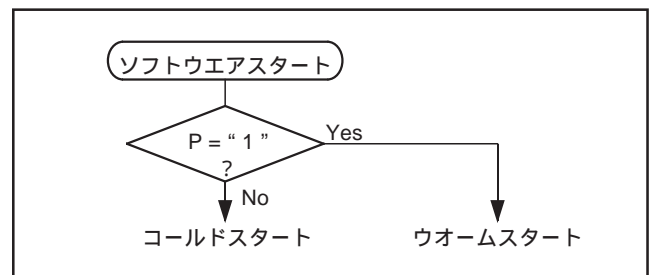 ソフトウエアスタート
P = “ 1 ”
?
Yes
No
コールドスタート
ウオームスタート